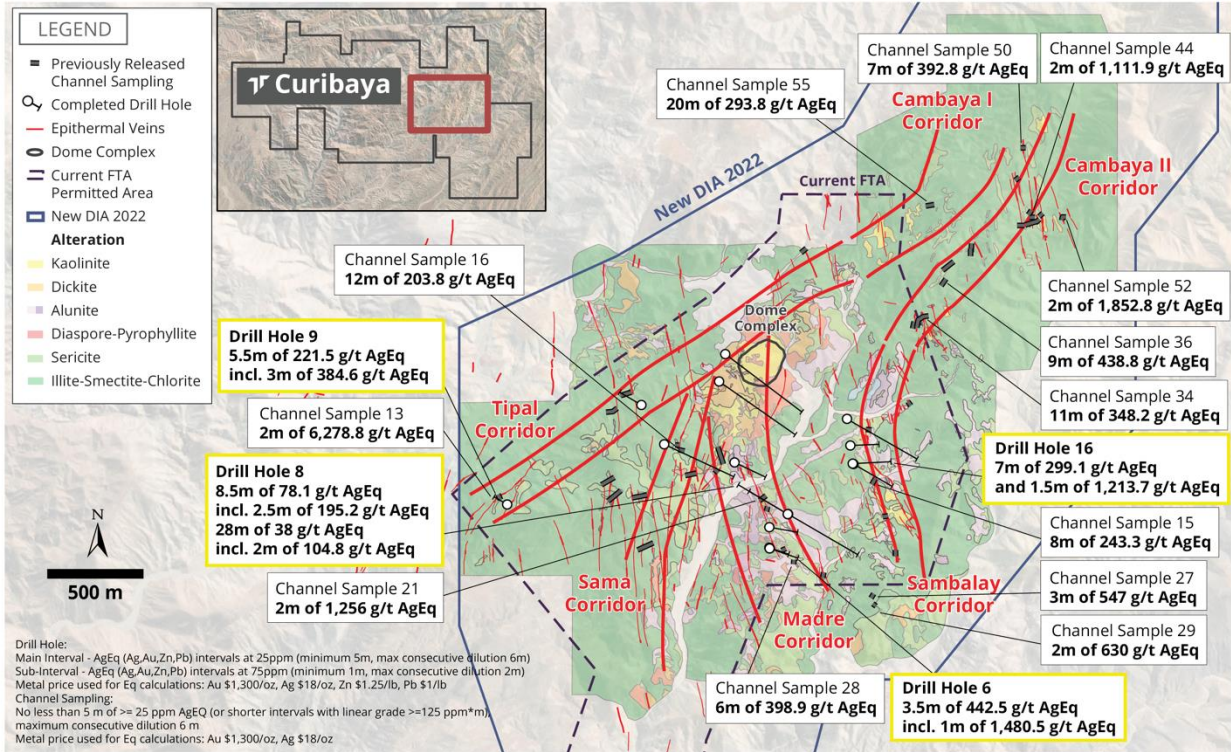 LEGEND
Previously Released
Channel Sampling
Completed Drill Hole
Epithermal Veins
Dome Complex
Current FTA
Permitted Area
New DIA 2022
Alteration
Kaolinite
Dickite
Alunite
Diaspore-Pyrophyllite
Sericite
Illite-Smectite-Chlorite
Curibaya
Channel Sample 50
7m of 392.8 g/t AgEq
Channel Sample 44
2m of 1,111.9 g/t AgEq
Channel Sample 55
20m of 293.8 g/t AgEq
Cambaya I
Corridor
Cambaya II
Corridor
New DIA 2022
Current FTA
Channel Sample 16
12m of 203.8 g/t AgEq
Channel Sample 52
2m of 1,852.8 g/t AgEq
Dome
Complex
Drill Hole 9
5.5m of 221.5 g/t AgEq
incl. 3m of 384.6 g/t AgEq
Channel Sample 36
9m of 438.8 g/t AgEq
Channel Sample 34
11m of 348.2 g/t AgEq
Tipal
Corridor
Channel Sample 13
2m of 6,278.8 g/t AgEq
Drill Hole 16
7m of 299.1 g/t AgEq
and 1.5m of 1,213.7 g/t AgEq
Drill Hole 8
8.5m of 78.1 g/t AgEq
incl. 2.5m of 195.2 g/t AgEq
28m of 38 g/t AgEq
incl. 2m of 104.8 g/t AgEq
Channel Sample 15
8m of 243.3 g/t AgEq
N
500 m
Channel Sample 21
2m of 1,256 g/t AgEq
Sama
Corridor
Madre
Corridor
Sambalay
Corridor
Channel Sample 27
3m of 547 g/t AgEq
Channel Sample 29
2m of 630 g/t AgEq
Channel Sample 28
6m of 398.9 g/t AgEq
Drill Hole 6
3.5m of 442.5 g/t AgEq
incl. 1m of 1,480.5 g/t AgEq
Drill Hole:
Main Interval - AgEq (Ag,Au,Zn,Pb) intervals at 25ppm (minimum 5m, max consecutive dilution 6m)
Sub-Interval - AgEq (Ag,Au,Zn,Pb) intervals at 75ppm (minimum 1m, max consecutive dilution 2m)
Metal price used for Eq calculations: Au $1,300/oz, Ag $18/oz, Zn $1.25/lb, Pb $1/lb
Channel Sampling:
No less than 5 m of >= 25 ppm AgEQ (or shorter intervals with linear grade >=125 ppm*m),
maximum consecutive dilution 6 m
Metal price used for Eq calculations: Au $1,300/oz, Ag $18/oz